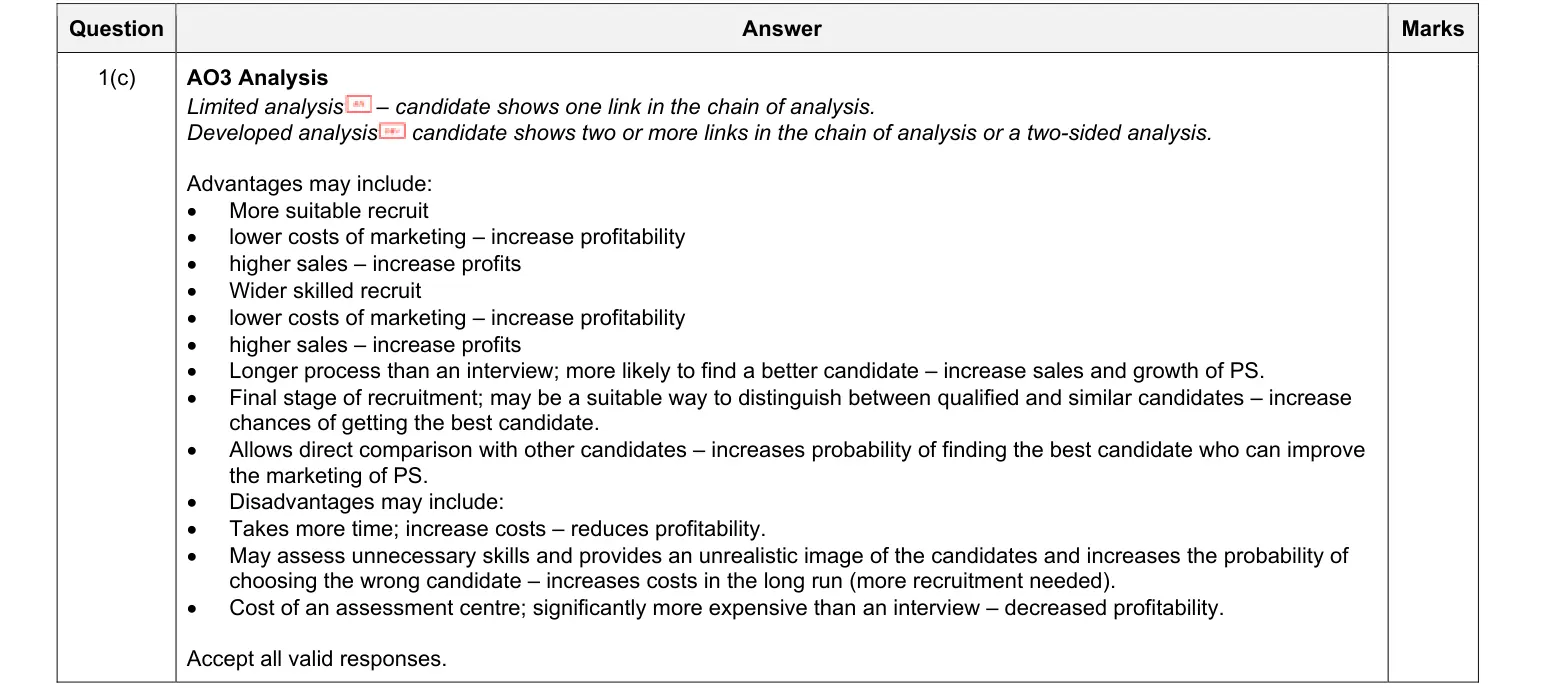 Question Answer Marks
1(c) AO3 Analysis
Limited analysis – candidate shows one link in the chain of analysis.
Developed analysis candidate shows two or more links in the chain of analysis or a two-sided analysis.
Advantages may include:
• More suitable recruit
• lower costs of marketing – increase profitability
• higher sales – increase profits
• Wider skilled recruit
• lower costs of marketing – increase profitability
• higher sales – increase profits
• Longer process than an interview; more likely to find a better candidate – increase sales and growth of PS.
• Final stage of recruitment; may be a suitable way to distinguish between qualified and similar candidates – increase
chances of getting the best candidate.
• Allows direct comparison with other candidates – increases probability of finding the best candidate who can improve
the marketing of PS.
• Disadvantages may include:
• Takes more time; increase costs – reduces profitability.
• May assess unnecessary skills and provides an unrealistic image of the candidates and increases the probability of
choosing the wrong candidate – increases costs in the long run (more recruitment needed).
• Cost of an assessment centre; significantly more expensive than an interview – decreased profitability.
Accept all valid responses.